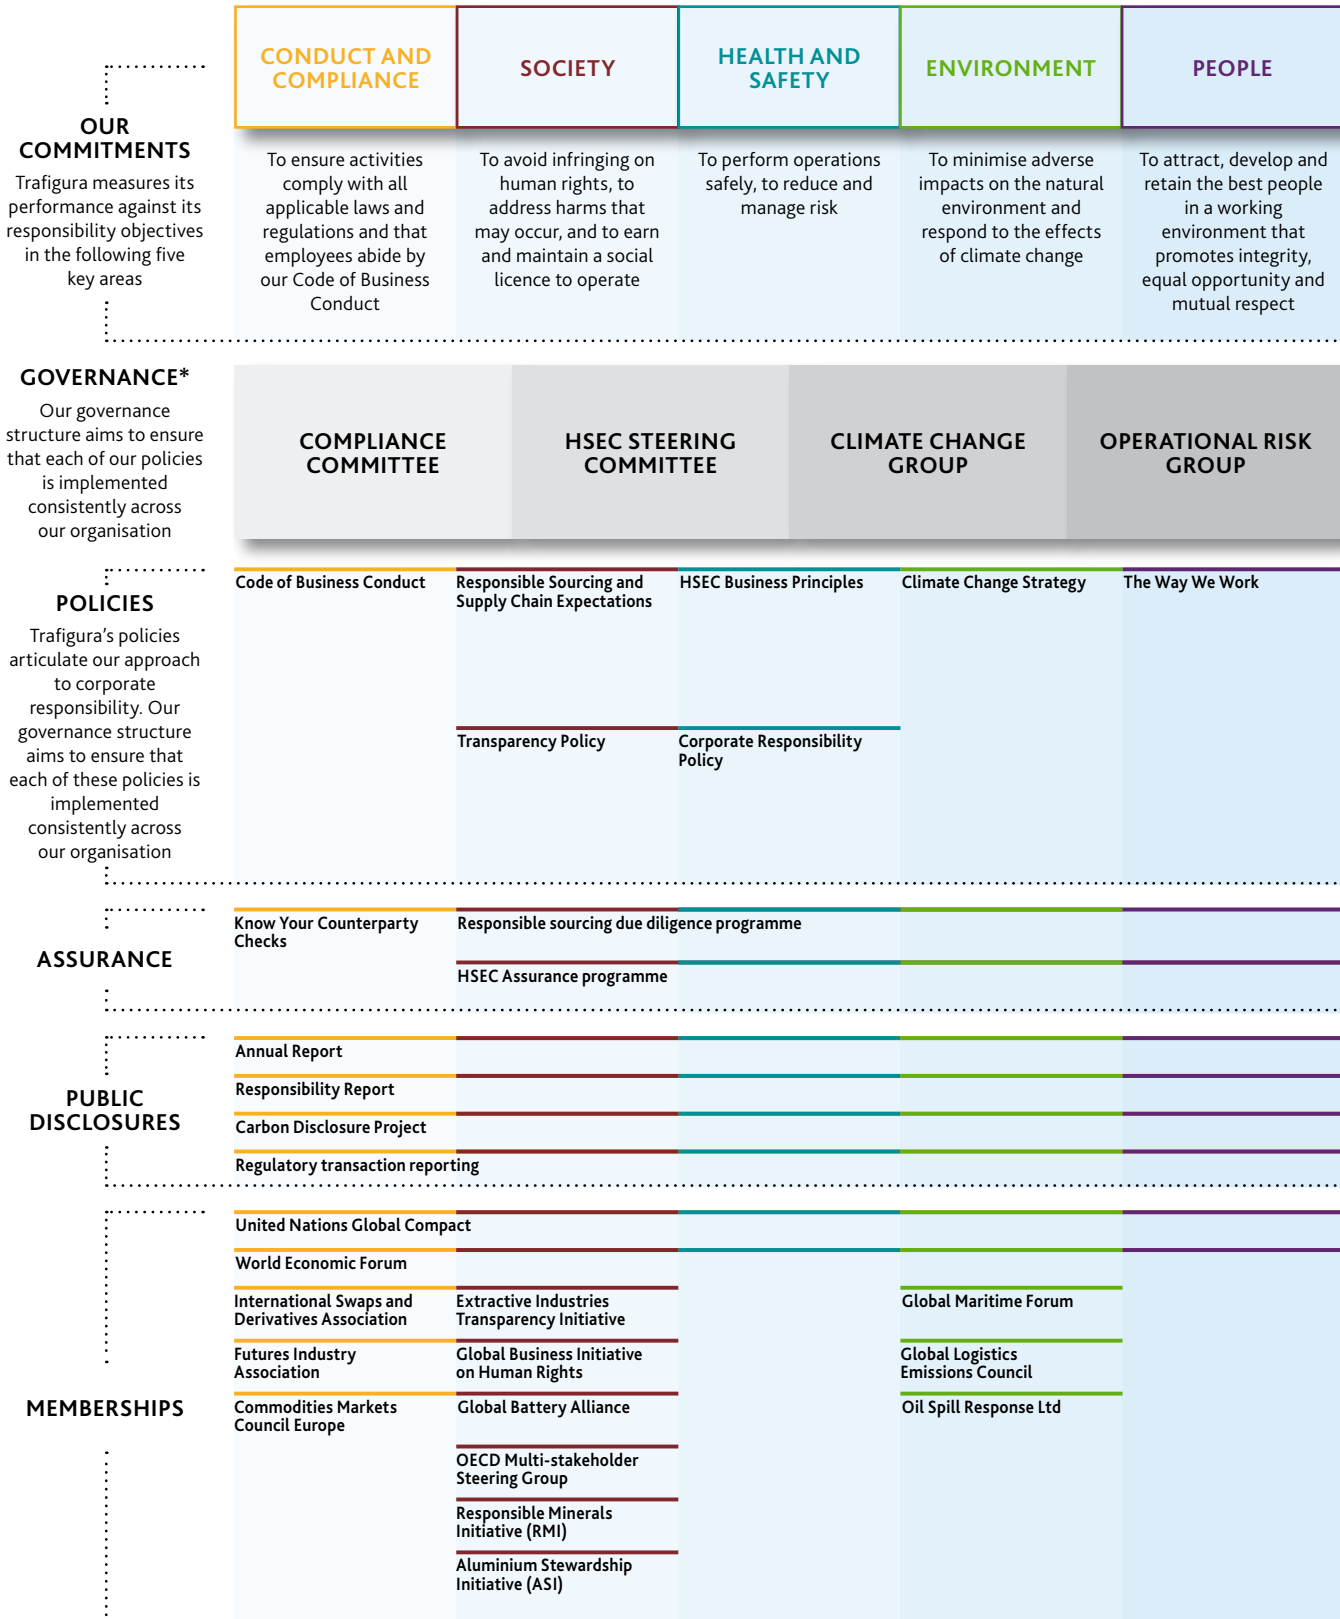 CONDUCT AND
COMPLIANCE
SOCIETY
HEALTH AND
SAFETY
ENVIRONMENT
PEOPLE
OUR
COMMITMENTS
Trafigura measures its
performance against its
responsibility objectives
in the following five
key areas
To ensure activities
comply with all
applicable laws and
regulations and that
employees abide by
our Code of Business
Conduct
To avoid infringing on
human rights, to
address harms that
may occur, and to earn
and maintain a social
licence to operate
To perform operations
safely, to reduce and
manage risk
To minimise adverse
impacts on the natural
environment and
respond to the effects
of climate change
To attract, develop and
retain the best people
in a working
environment that
promotes integrity,
equal opportunity and
mutual respect
GOVERNANCE*
Our governance
structure aims to ensure
that each of our policies
is implemented
consistently across
our organisation
COMPLIANCE
COMMITTEE
HSEC STEERING
COMMITTEE
CLIMATE CHANGE
GROUP
OPERATIONAL RISK
GROUP
POLICIES
Trafigura's policies
articulate our approach
to corporate
responsibility. Our
governance structure
aims to ensure that
each of these policies is
implemented
consistently across
our organisation
Code of Business Conduct
Responsible Sourcing and
Supply Chain Expectations
HSEC Business Principles
Climate Change Strategy
The Way We Work
Transparency Policy
Corporate Responsibility
Policy
ASSURANCE
Know Your Counterparty
Checks
Responsible sourcing due diligence programme
HSEC Assurance programme
PUBLIC
DISCLOSURES
Annual Report
Responsibility Report
Carbon Disclosure Project
Regulatory transaction reporting
MEMBERSHIPS
United Nations Global Compact
World Economic Forum
International Swaps and
Derivatives Association
Extractive Industries
Transparency Initiative
Global Maritime Forum
Futures Industry
Association
Global Business Initiative
on Human Rights
Global Logistics
Emissions Council
Commodities Markets
Council Europe
Global Battery Alliance
Oil Spill Response Ltd
OECD Multi-stakeholder
Steering Group
Responsible Minerals
Initiative (RMI)
Aluminium Stewardship
Initiative (ASI)